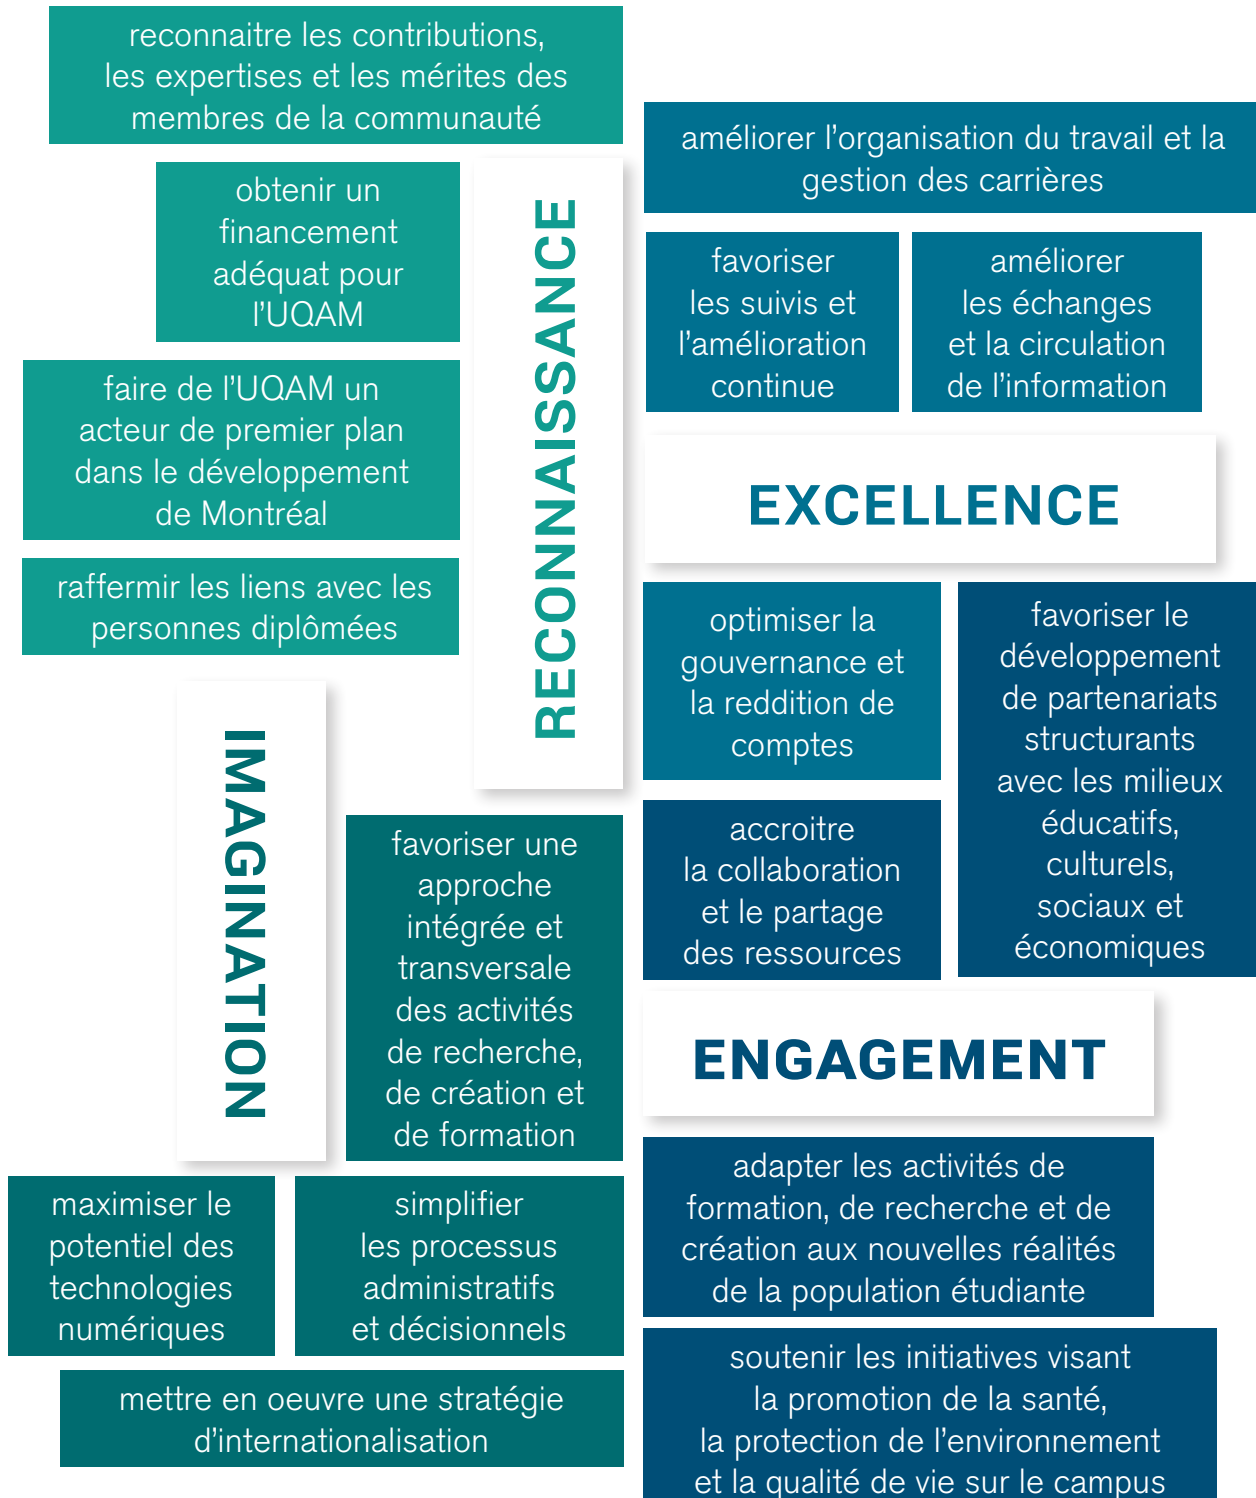 reconnaitre les contributions,
les expertises et les mérites des
membres de la communauté
obtenir un
financement
adéquat pour
l'UQAM
faire de l'UQAM un
acteur de premier plan
dans le développement
de Montréal
raffermir les liens avec les
personnes diplômées
RECONNAISSANCE
améliorer l'organisation du travail et la
gestion des carrières
favoriser
les suivis et
l'amélioration
continue
améliorer
les échanges
et la circulation
de l'information
EXCELLENCE
optimiser la
gouvernance et
la reddition de
comptes
favoriser le
développement
de partenariats
structurants
avec les milieux
éducatifs,
culturels,
sociaux et
économiques
accroitre
la collaboration
et le partage
des ressources
ENGAGEMENT
adapter les activités de
formation, de recherche et de
création aux nouvelles réalités
de la population étudiante
soutenir les initiatives visant
la promotion de la santé,
la protection de l'environnement
et la qualité de vie sur le campus
IMAGINATION
favoriser une
approche
intégrée et
transversale
des activités
de recherche,
de création et
de formation
maximiser le
potentiel des
technologies
numériques
simplifier
les processus
administratifs
et décisionnels
mettre en oeuvre une stratégie
d'internationalisation